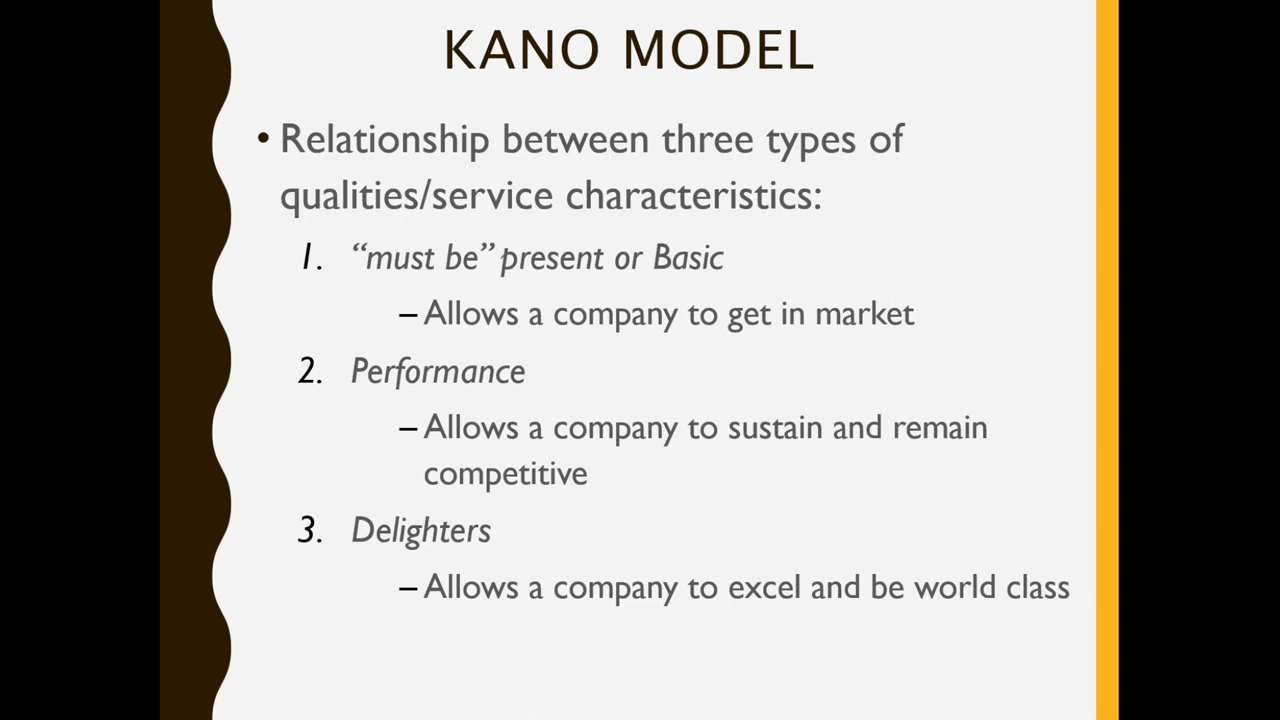 KANO MODEL
• Relationship between three types of
qualities/service characteristics:
1. “must be” present or Basic
– Allows a company to get in market
2. Performance
– Allows a company to sustain and remain
competitive
3. Delighters
– Allows a company to excel and be world class